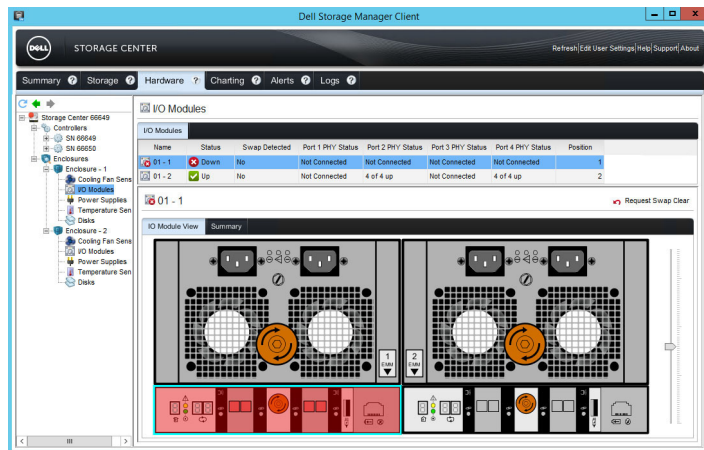 Dell Storage Manager Client
DELL
STORAGE CENTER
Refresh|Edit User Settings|Help|Support|About
Summary ? Storage ? Hardware ? Charting ? Alerts ? Logs ?
Storage Center 66649
Controllers
SN 66649
SN 66650
Enclosures
Enclosure - 1
Cooling Fan Sens
I/O Modules
Power Supplies
Temperature Sen
Disks
Enclosure - 2
Cooling Fan Sens
I/O Modules
Power Supplies
Temperature Sen
Disks
I/O Modules
I/O Modules
Name Status Swap Detected Port 1 PHY Status Port 2 PHY Status Port 3 PHY Status Port 4 PHY Status Position
01 - 1 Down No Not Connected Not Connected Not Connected Not Connected 1
01 - 2 Up No Not Connected 4 of 4 up Not Connected 4 of 4 up 2
01 - 1
Request Swap Clear
IO Module View Summary
1
EMM
2
EMM